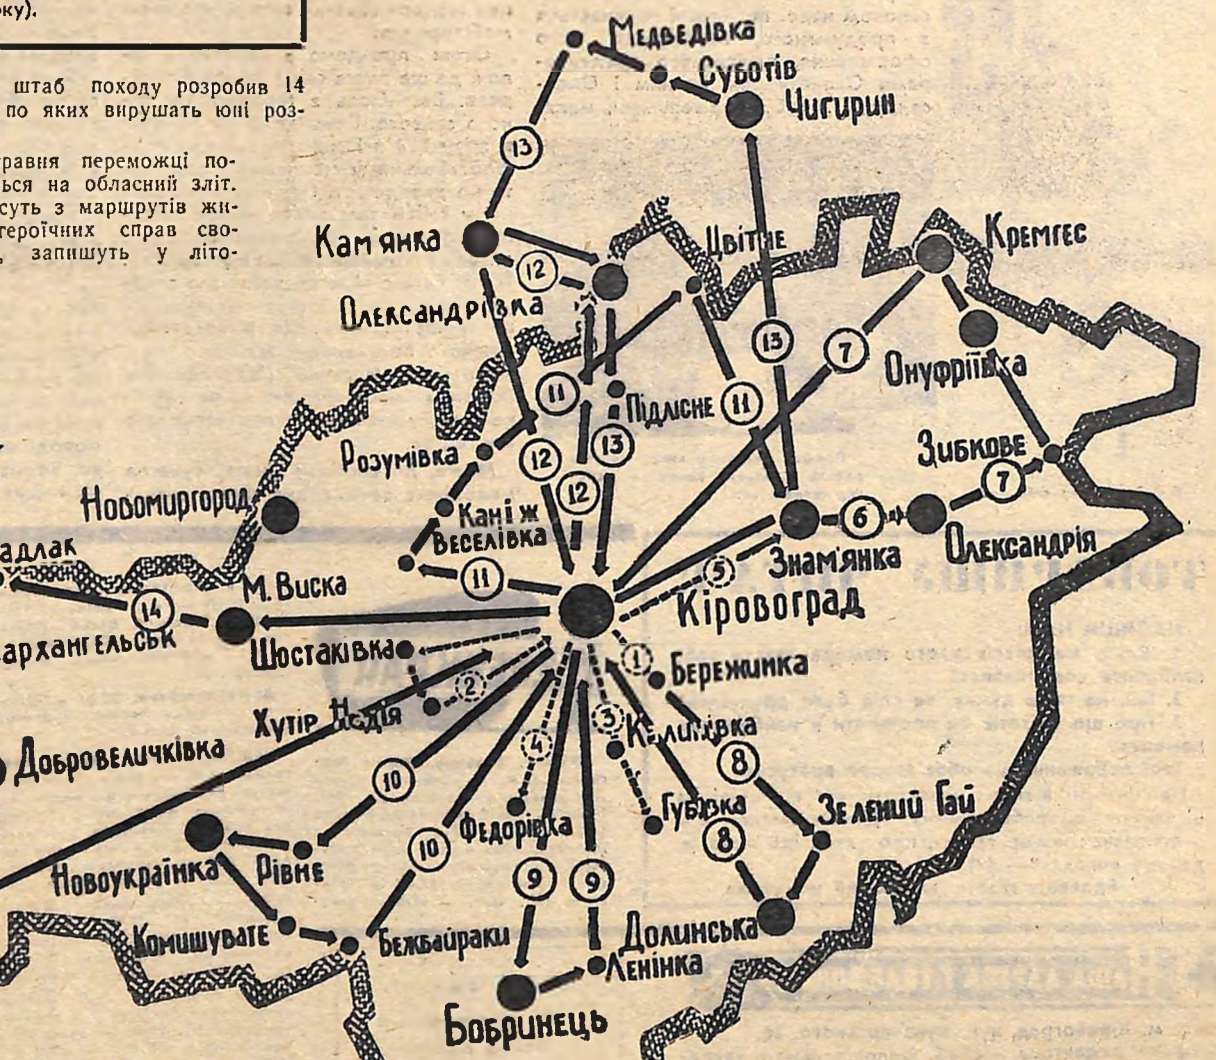 оку).
штаб походу розробив 14
по яких вирушать юні роз-
равня переможці по-
ься на обласний зліт.
суть з маршрутів жи-
героїчних справ сво-
, запишуть у літо-
Медведівка
Суботів
Чигирин
13
Кам'янка
12
Олександрівка
Цвітне
Кремгес
13
7
Онуфріївка
11
Підлісне
11
13
12
12
Розумівка
Зибкове
7
Новомиргород
Каніж
Веселівка
6
Знам'янка
Олександрія
адлак
М. Виска
11
5
Кіровоград
14
архангельськ
Шостаківка
2
Хутір Надія
1
Бережинка
3
Калинівка
4
8
Добровеличківка
10
Федорівка
Губівка
8
Зелений Гай
Новоукраїнка
Рівне
10
9
9
Комишувате
Бежбайраки
Долинська
Ленінка
Бобринець